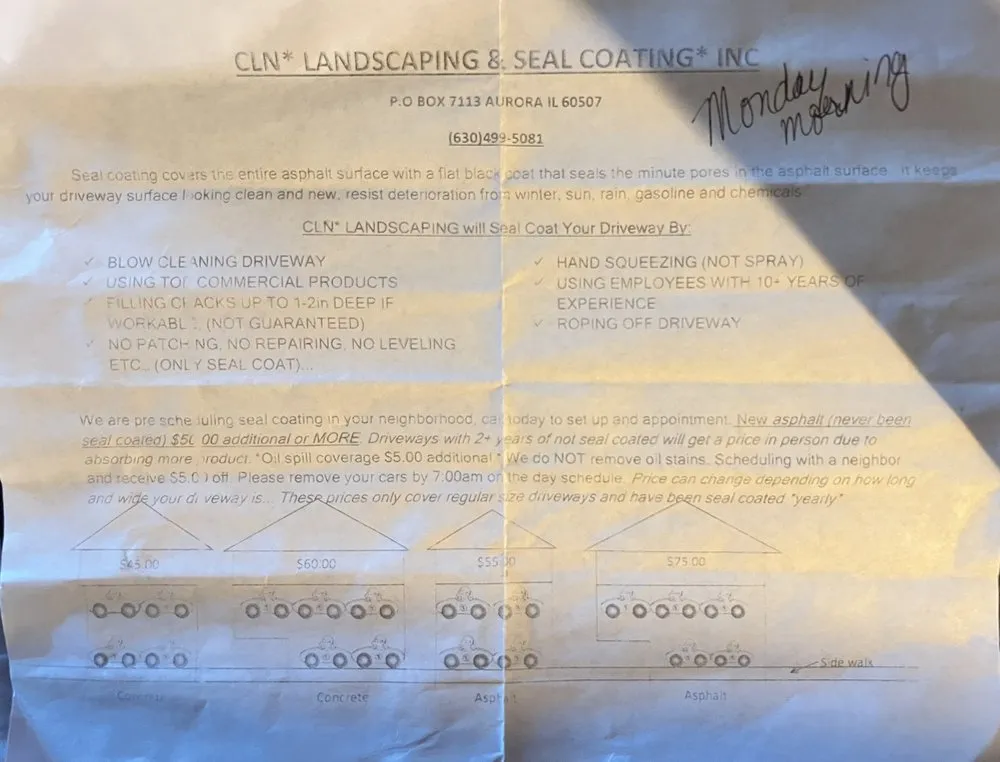 CLN* LANDSCAPING & SEAL COATING* INC
Monday
morning
P.O BOX 7113 AURORA IL 60507
(630)499-5081
Seal coating covers the entire asphalt surface with a flat black coat that seals the minute pores in the asphalt surface. it keeps
your driveway surface looking clean and new, resist deterioration from winter, sun, rain, gasoline and chemicals
CLN* LANDSCAPING will Seal Coat Your Driveway By:
✓ BLOW CLEANING DRIVEWAY
✓ USING TOP COMMERCIAL PRODUCTS
✓ FILLING CRACKS UP TO 1-2in DEEP IF
WORKABLE (NOT GUARANTEED)
✓ NO PATCHING, NO REPAIRING, NO LEVELING
ETC... (ONLY SEAL COAT)...
✓ HAND SQUEEZING (NOT SPRAY)
✓ USING EMPLOYEES WITH 10+ YEARS OF
EXPERIENCE
✓ ROPING OFF DRIVEWAY
We are pre scheduling seal coating in your neighborhood, call today to set up and appointment. New asphalt (never been
seal coated) $50.00 additional or MORE. Driveways with 2+ years of not seal coated will get a price in person due to
absorbing more product. *Oil spill coverage $5.00 additional.* We do NOT remove oil stains. Scheduling with a neighbor
and receive $5.00 off. Please remove your cars by 7:00am on the day schedule. Price can change depending on how long
and wide your driveway is... These prices only cover regular size driveways and have been seal coated "yearly"
$45.00 $60.00 $55.00 $75.00
Side walk
Concrete Concrete Asphalt Asphalt